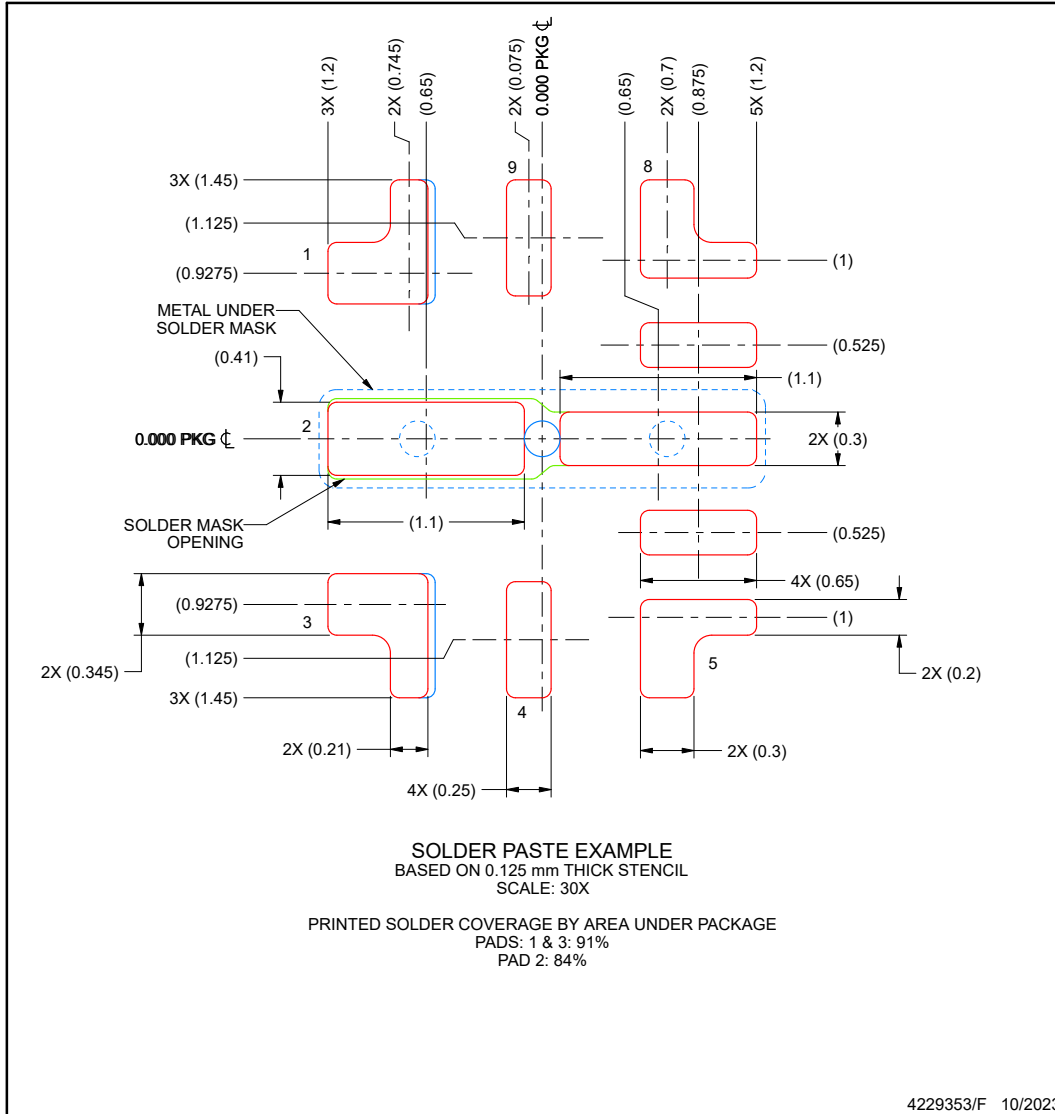 3X (1.2)
2X (0.745)
(0.65)
2X (0.075)
0.000 PKG ℄
(0.65)
2X (0.7)
(0.875)
5X (1.2)
3X (1.45)
9
8
(1.125)
1
(0.9275)
(1)
METAL UNDER
SOLDER MASK
(0.41)
(0.525)
(1.1)
2
0.000 PKG ℄
2X (0.3)
SOLDER MASK
OPENING
(1.1)
(0.525)
4X (0.65)
(0.9275)
3
(1)
(1.125)
5
2X (0.345)
2X (0.2)
3X (1.45)
4
2X (0.21)
2X (0.3)
4X (0.25)
SOLDER PASTE EXAMPLE
BASED ON 0.125 mm THICK STENCIL
SCALE: 30X
PRINTED SOLDER COVERAGE BY AREA UNDER PACKAGE
PADS: 1 & 3: 91%
PAD 2: 84%
4229353/F 10/2023